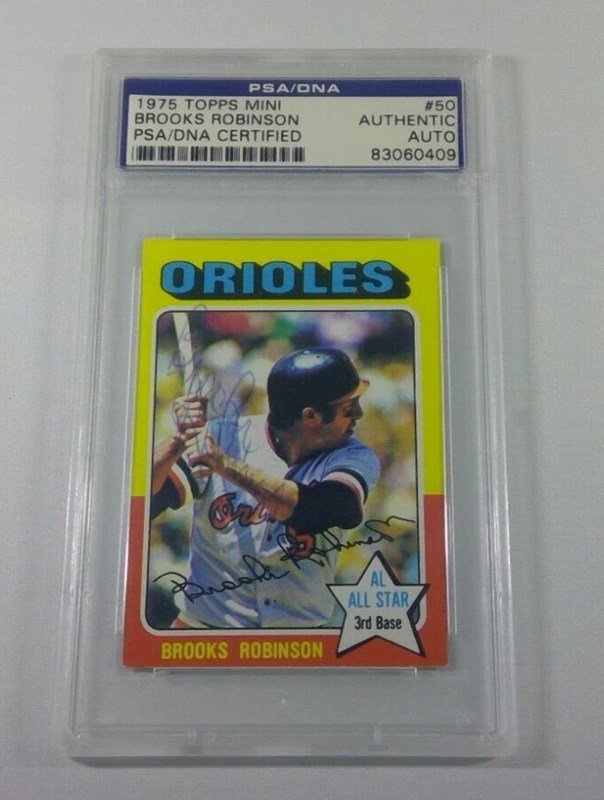 PSA/DNA
1975 TOPPS MINI #50
BROOKS ROBINSON AUTHENTIC
PSA/DNA CERTIFIED AUTO
83060409
ORIOLES
Brooks Robinson
AL
ALL STAR
3rd Base
BROOKS ROBINSON